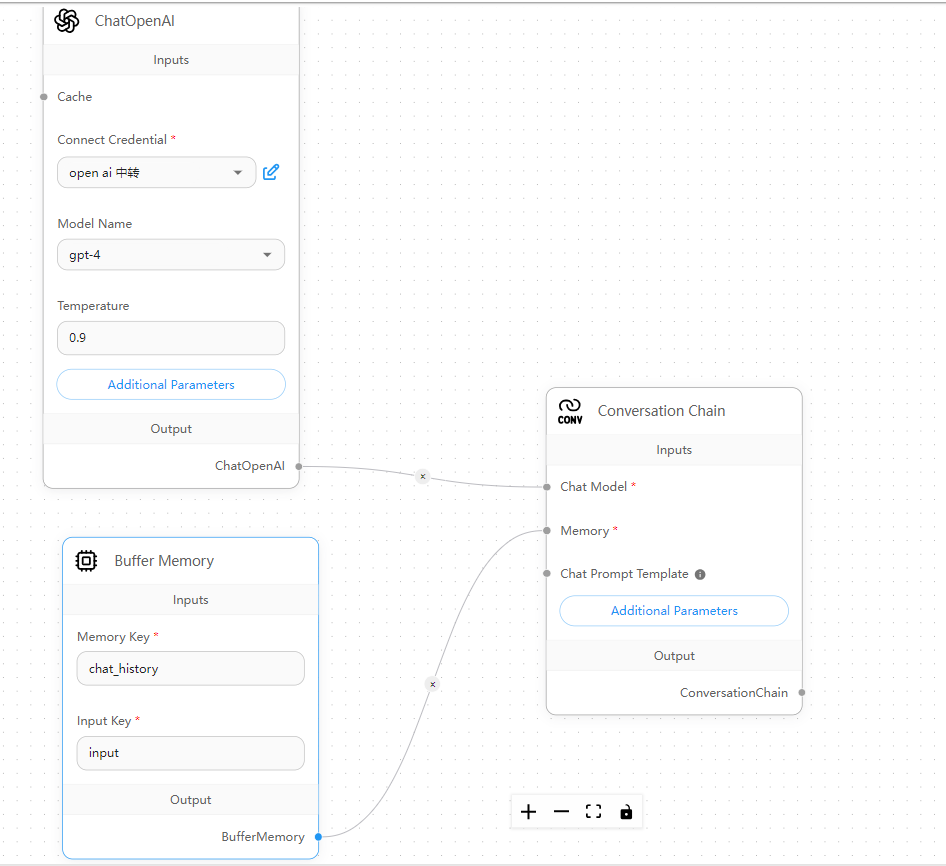 ChatOpenAI
Inputs
Cache
Connect Credential *
open ai 中转
Model Name
gpt-4
Temperature
0.9
Additional Parameters
Output
ChatOpenAI
Buffer Memory
Inputs
Memory Key *
chat_history
Input Key *
input
Output
BufferMemory
CONV
Conversation Chain
Inputs
Chat Model *
Memory *
Chat Prompt Template
Additional Parameters
Output
ConversationChain